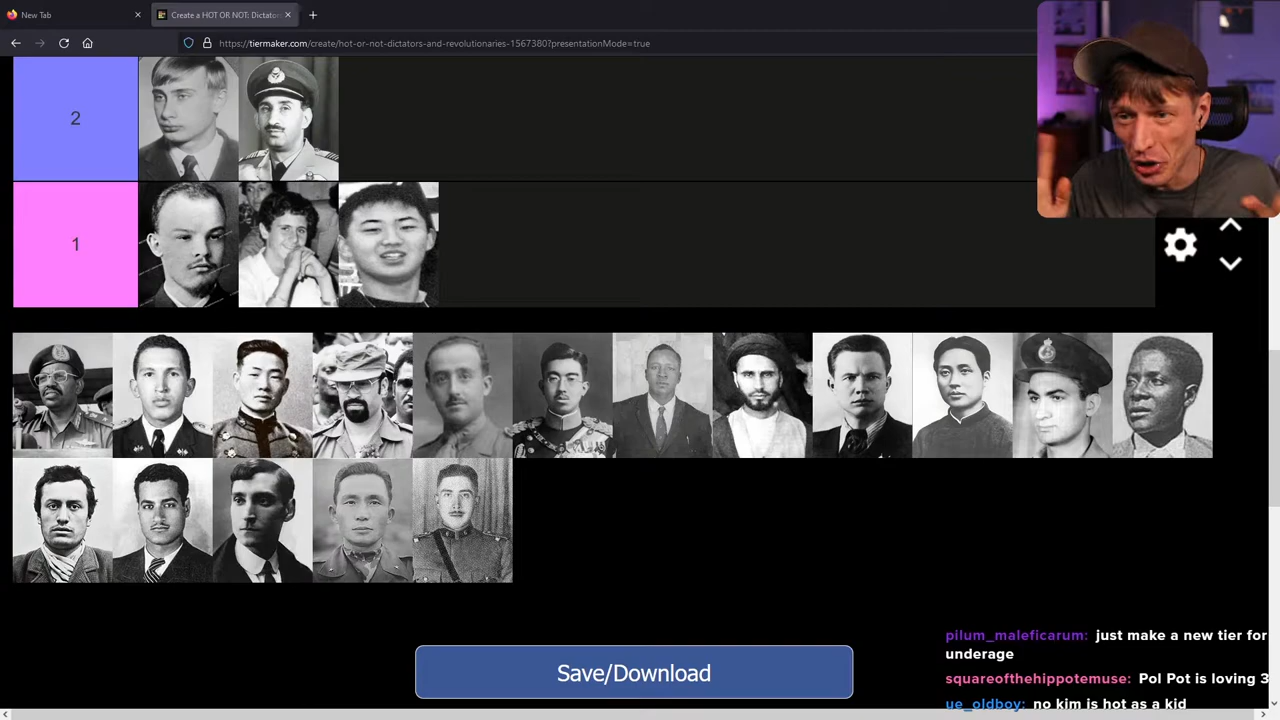 New Tab
Create a HOT OR NOT: Dictator
https://tiermaker.com/create/hot-or-not-dictators-and-revolutionaries-1567380?presentationMode=true
2
1
Save/Download
pilum_maleficarum: just make a new tier for
underage
squareofthehippotemuse: Pol Pot is loving 3
ue_oldboy: no kim is hot as a kid